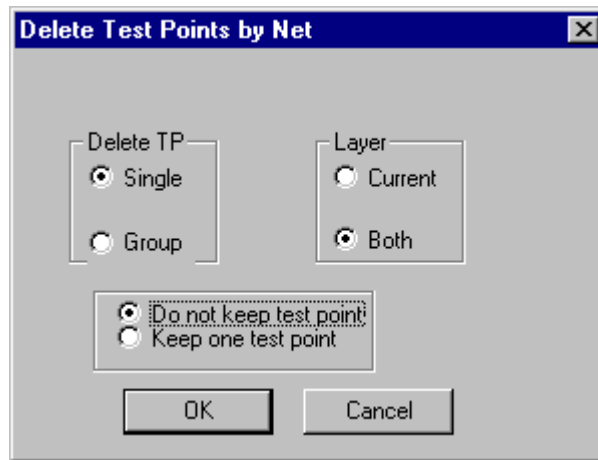 Delete Test Points by Net
Delete TP
Layer
Single
Current
Group
Both
Do not keep test point
Keep one test point
OK
Cancel